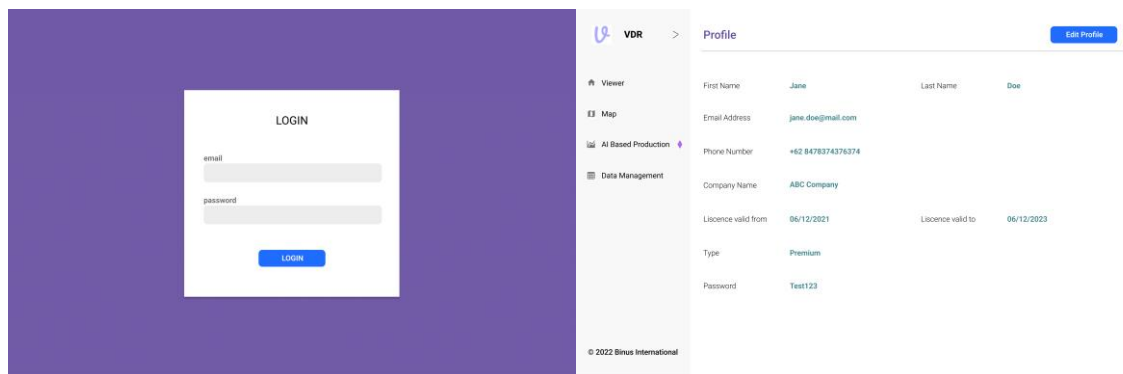 LOGIN
email
password
LOGIN
VDR >
Viewer
Map
AI Based Production
Data Management
© 2022 Binus International
Profile
Edit Profile
First Name Jane Last Name Doe
Email Address jane.doe@mail.com
Phone Number +62 8478374376374
Company Name ABC Company
Liscence valid from 06/12/2021 Liscence valid to 06/12/2023
Type Premium
Password Test123